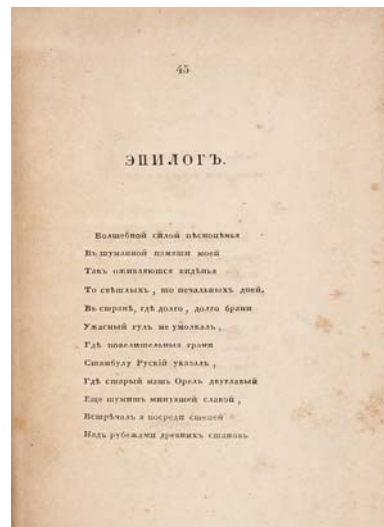 45
ЭПИЛОГЪ.
Волшебной силой пѣснопѣнья
Въ туманной памяти моей
Такъ оживляются видѣнья
То свѣтлыхъ, то печальныхъ дней.
Въ странѣ, гдѣ долго, долго брани
Ужасный гулъ не умолкалъ,
Гдѣ повелительныя грани
Стамбулу Рускій указалъ,
Гдѣ старый нашъ Орелъ двуглавый
Еще шумитъ минувшей славой,
Встрѣчалъ я посреди степей
Надъ рубежами древнихъ становъ